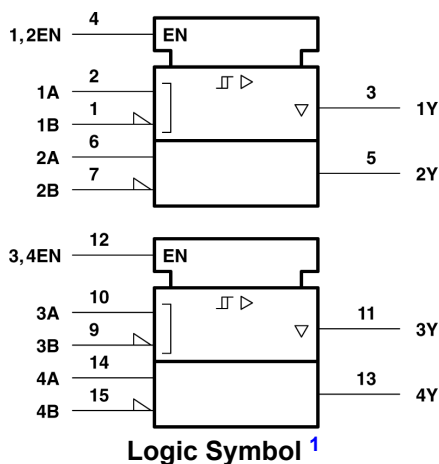 4
1,2EN EN
2
1A
1 3
1B 1Y
6
2A
7 5
2B 2Y
12
3,4EN EN
10
3A
9 11
3B 3Y
14
4A
15 13
4B 4Y
Logic Symbol 1